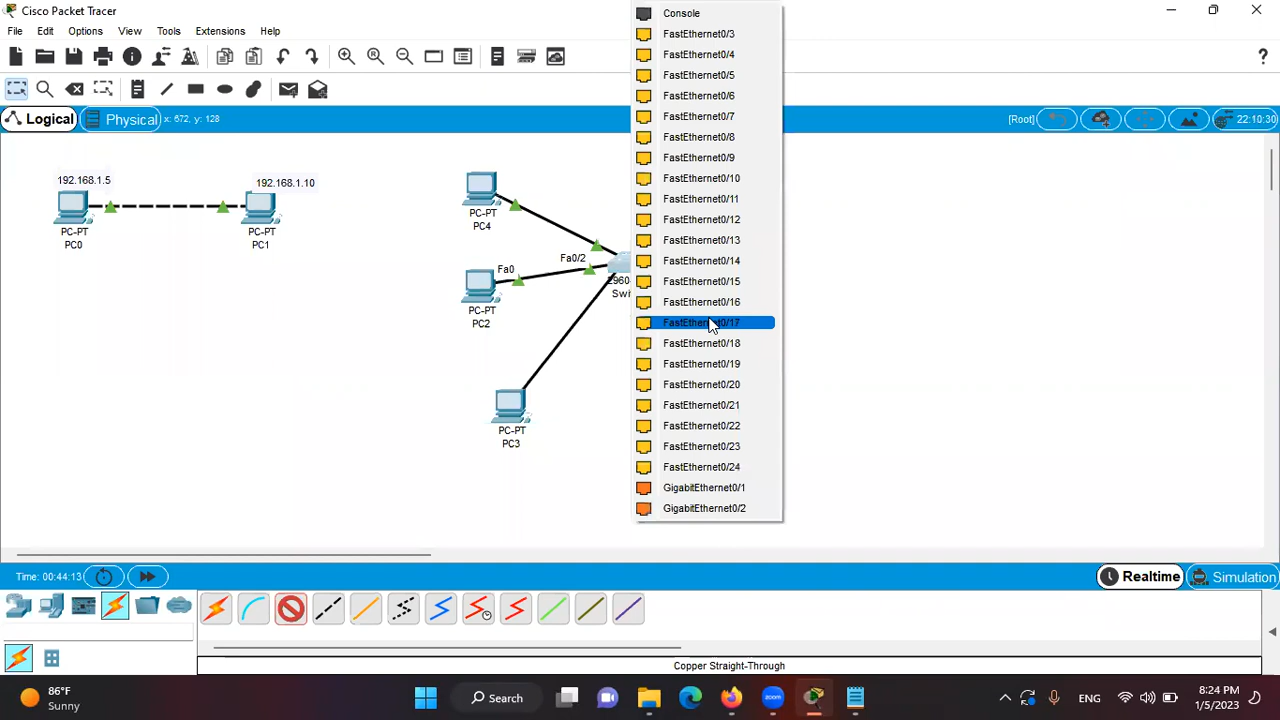 Cisco Packet Tracer
File Edit Options View Tools Extensions Help
Logical Physical x: 672, y: 128
[Root] 22:10:30
Console
FastEthernet0/3
FastEthernet0/4
FastEthernet0/5
FastEthernet0/6
FastEthernet0/7
FastEthernet0/8
FastEthernet0/9
FastEthernet0/10
FastEthernet0/11
FastEthernet0/12
FastEthernet0/13
FastEthernet0/14
FastEthernet0/15
FastEthernet0/16
FastEthernet0/17
FastEthernet0/18
FastEthernet0/19
FastEthernet0/20
FastEthernet0/21
FastEthernet0/22
FastEthernet0/23
FastEthernet0/24
GigabitEthernet0/1
GigabitEthernet0/2
192.168.1.5
192.168.1.10
PC-PT
PC0
PC-PT
PC1
PC-PT
PC4
Fa0
Fa0/2
PC-PT
PC2
2960
Swi
PC-PT
PC3
Time: 00:44:13
Realtime Simulation
Copper Straight-Through
86°F
Sunny
Search
ENG
8:24 PM
1/5/2023